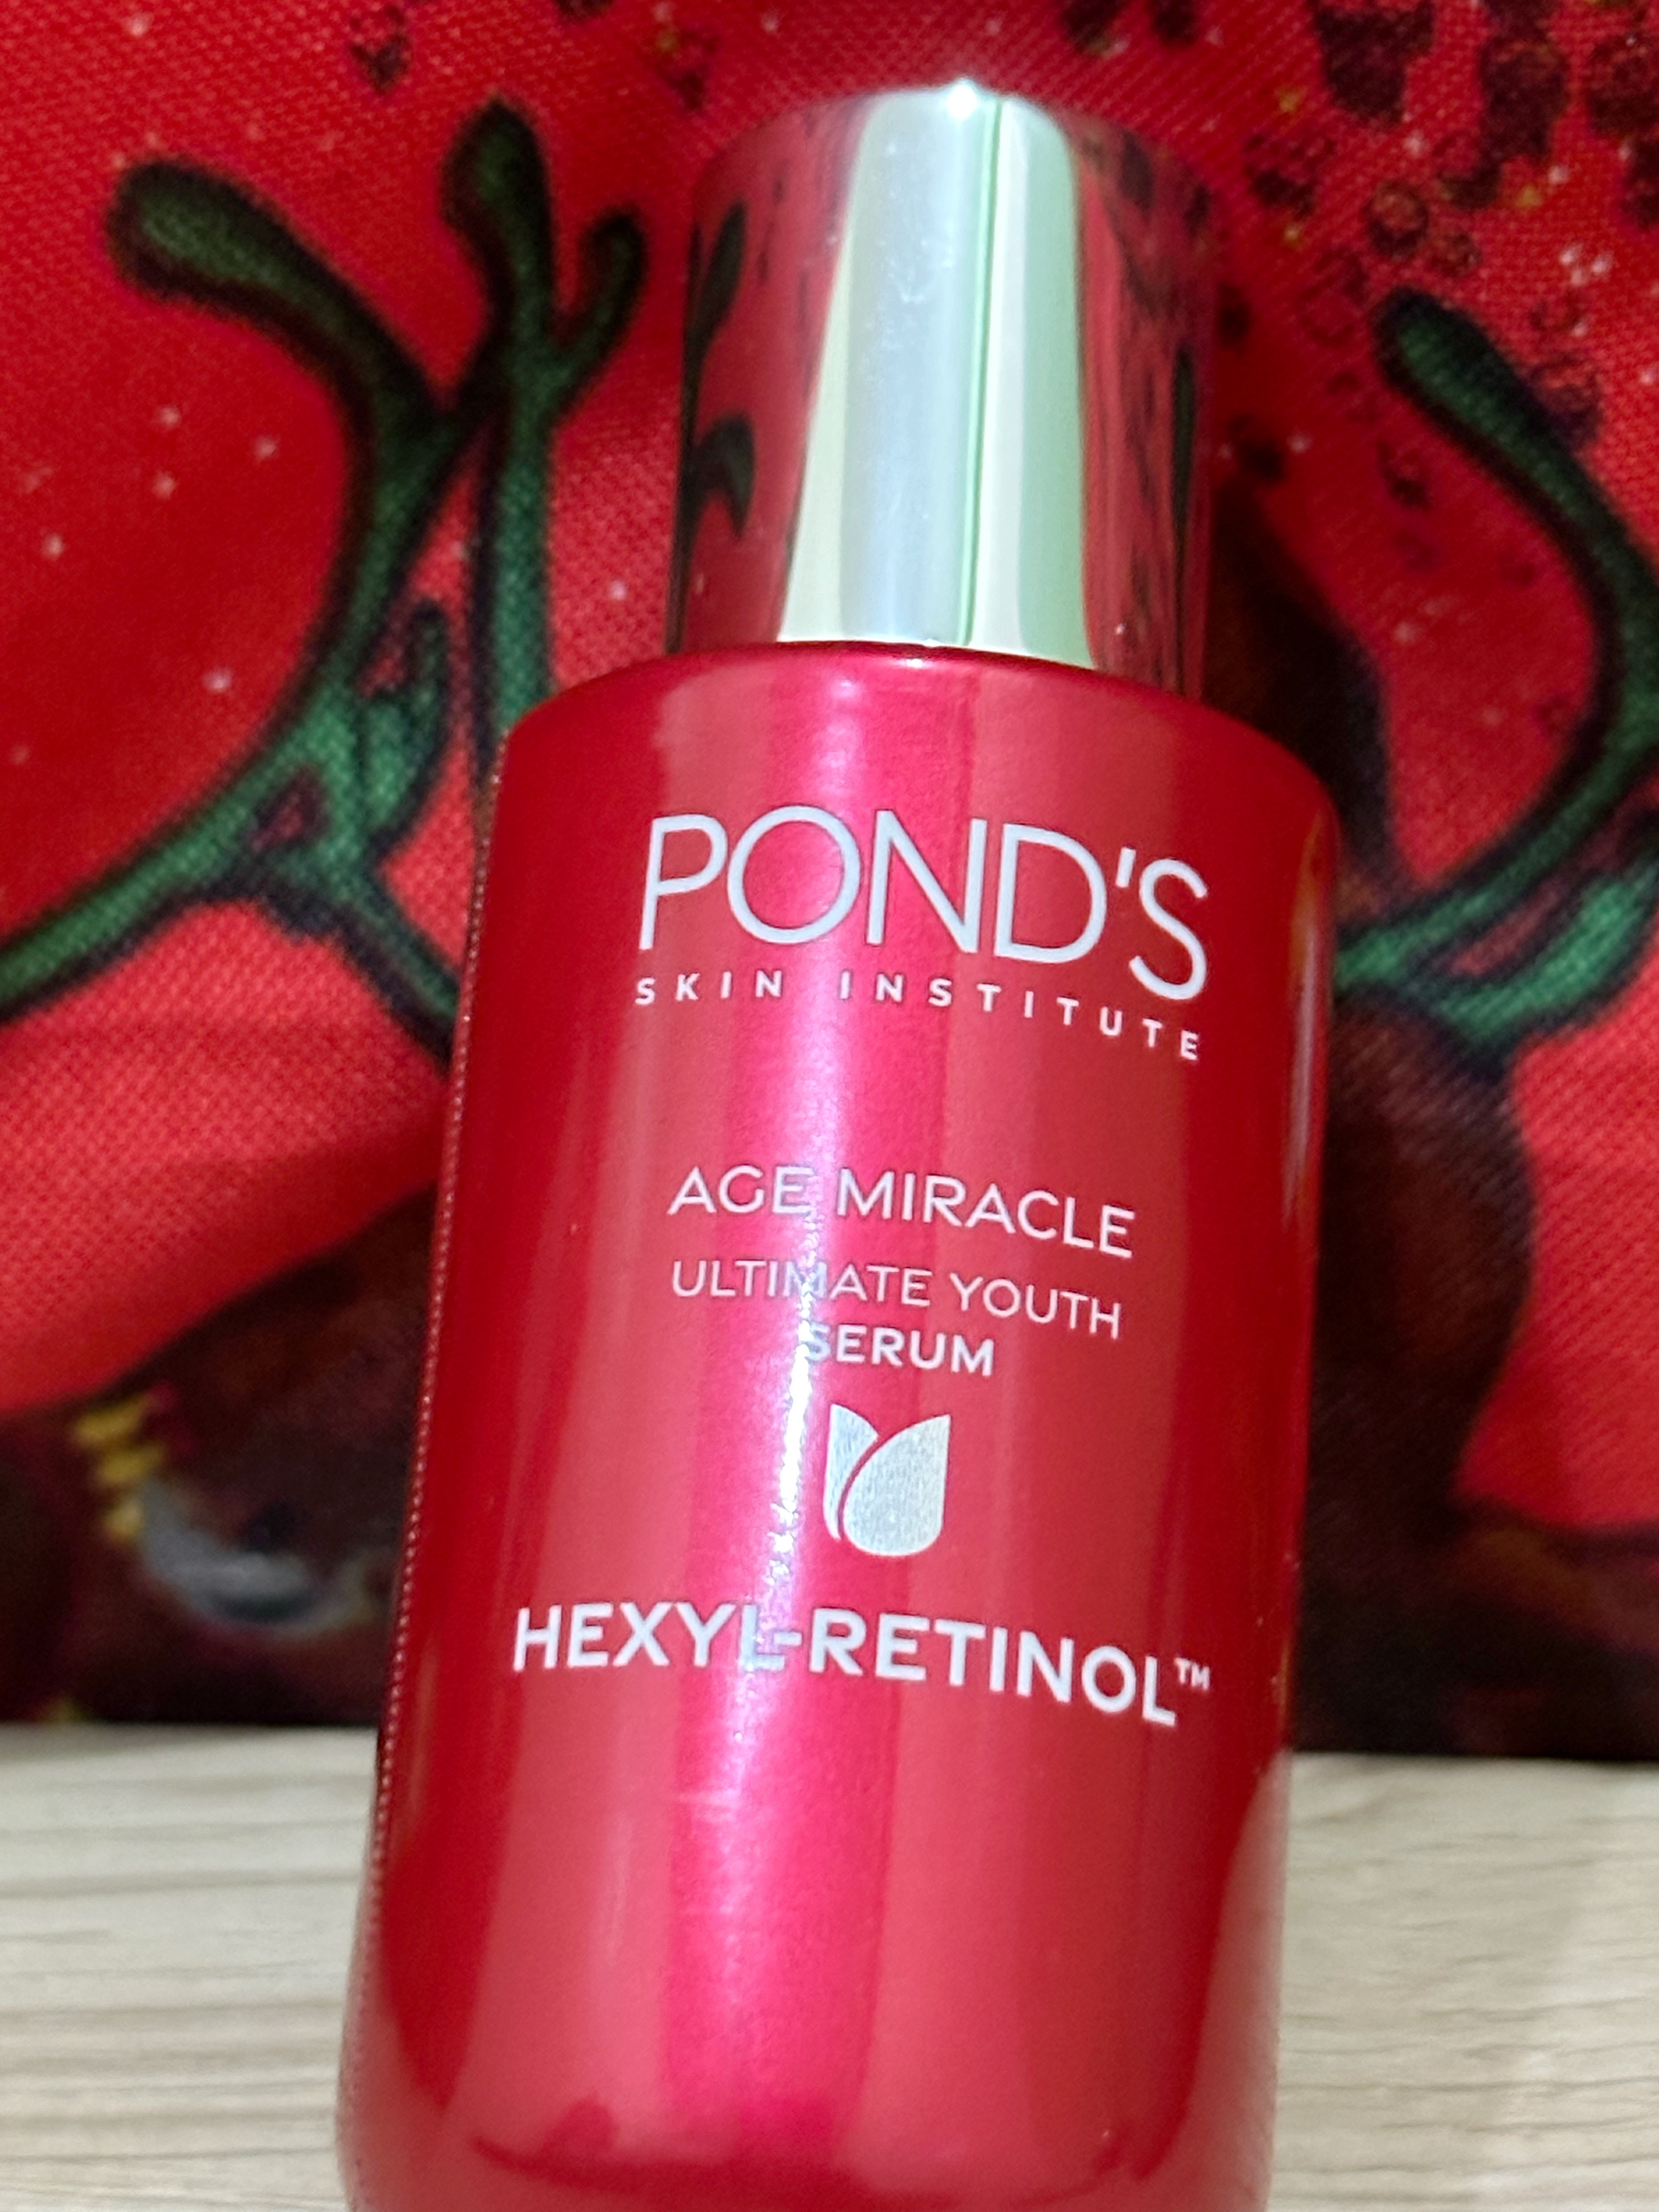 POND'S
SKIN INSTITUTE
AGE MIRACLE
ULTIMATE YOUTH
SERUM
HEXYL-RETINOL™